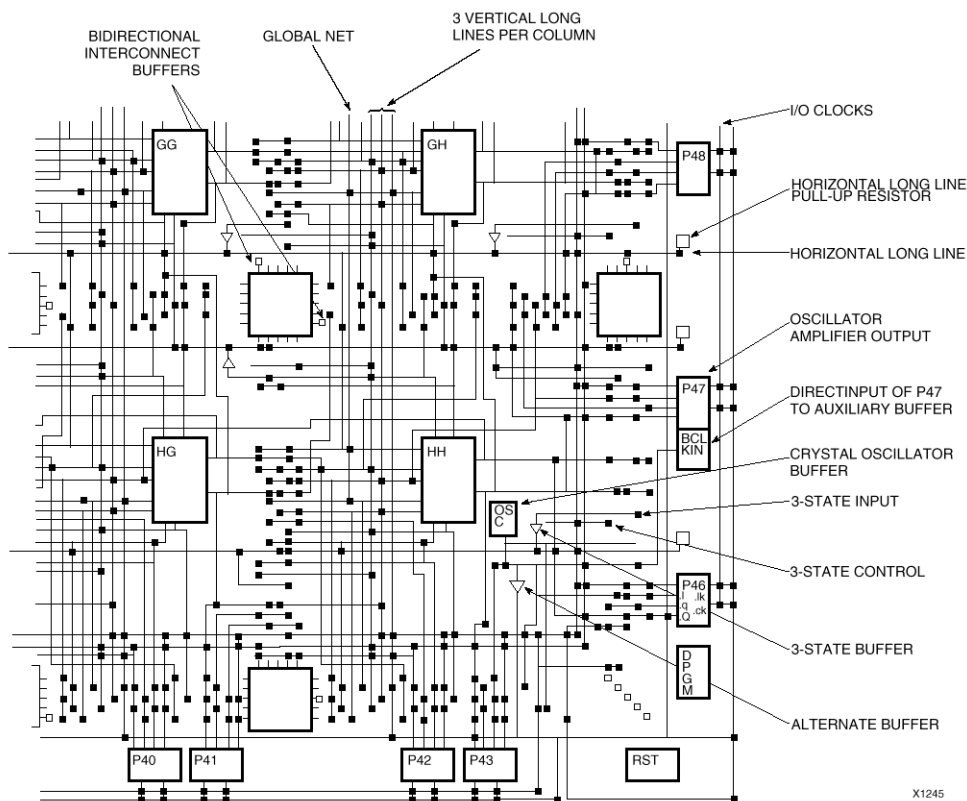 3 VERTICAL LONG
LINES PER COLUMN
BIDIRECTIONAL
INTERCONNECT
BUFFERS
GLOBAL NET
I/O CLOCKS
GG
GH
P48
HORIZONTAL LONG LINE
PULL-UP RESISTOR
HORIZONTAL LONG LINE
OSCILLATOR
AMPLIFIER OUTPUT
P47
DIRECTINPUT OF P47
TO AUXILIARY BUFFER
HG
HH
BCL
KIN
CRYSTAL OSCILLATOR
BUFFER
OS
C
3-STATE INPUT
3-STATE CONTROL
P46
.l
.lk
.q
.ck
.Q
3-STATE BUFFER
D
P
G
M
ALTERNATE BUFFER
P40
P41
P42
P43
RST
X1245